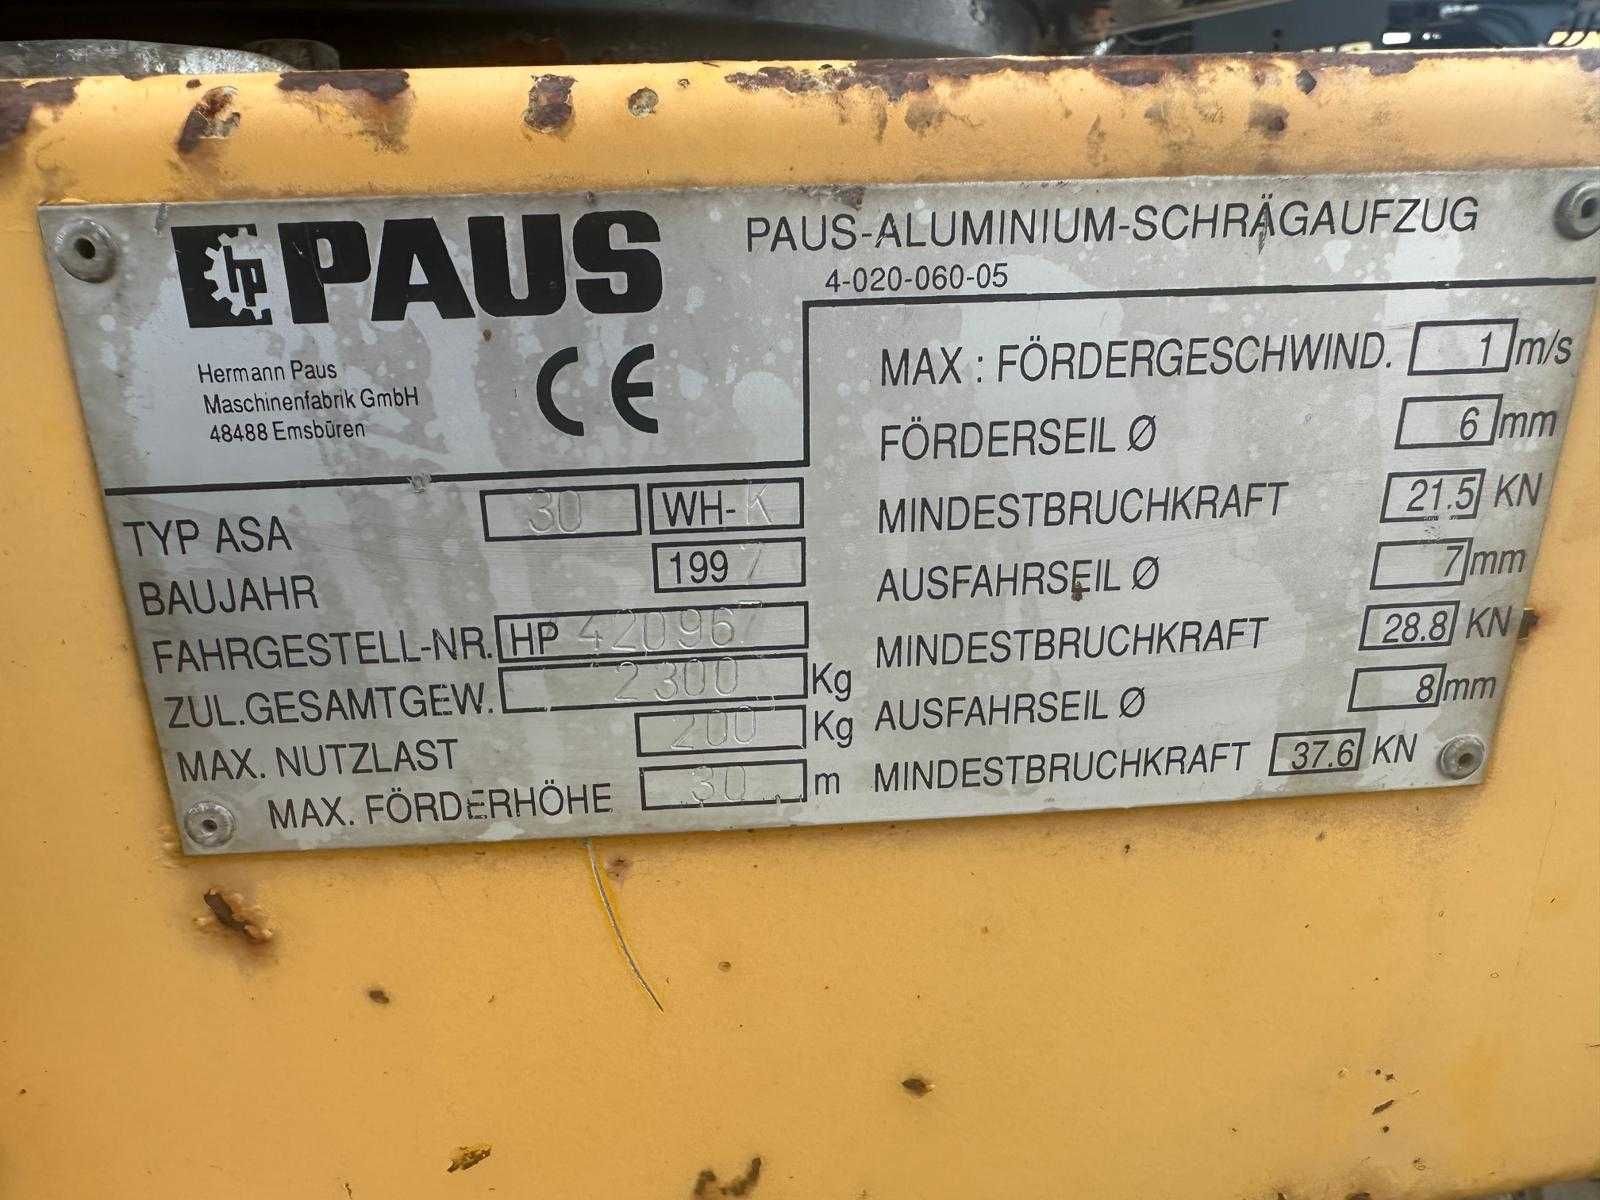 hp PAUS
PAUS-ALUMINIUM-SCHRÄGAUFZUG
4-020-060-05
Hermann Paus
Maschinenfabrik GmbH
48488 Emsbüren
CE
TYP ASA 30 WH-K
BAUJAHR 1997
FAHRGESTELL-NR. HP 420967
ZUL.GESAMTGEW. 2300 Kg
MAX. NUTZLAST 200 Kg
MAX. FÖRDERHÖHE 30 m
MAX : FÖRDERGESCHWIND. 1 m/s
FÖRDERSEIL Ø 6 mm
MINDESTBRUCHKRAFT 21.5 KN
AUSFAHRSEIL Ø 7 mm
MINDESTBRUCHKRAFT 28.8 KN
AUSFAHRSEIL Ø 8 mm
MINDESTBRUCHKRAFT 37.6 KN